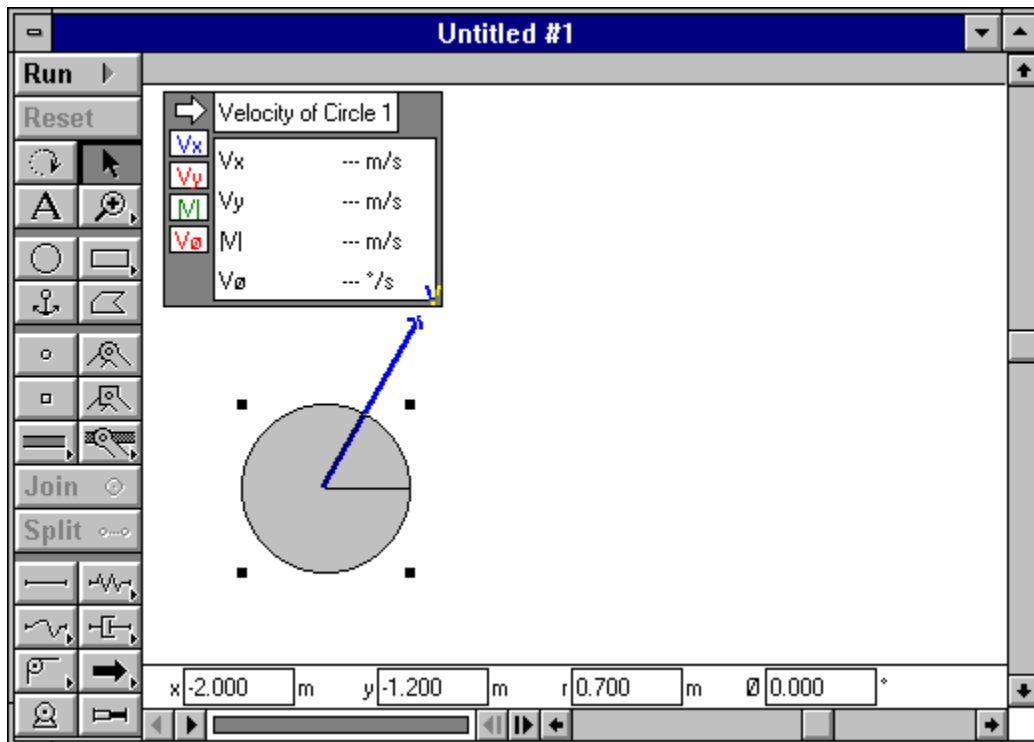 Untitled #1
Run
Reset
A
Join
Split
Velocity of Circle 1
Vx
Vy
|V|
Vø
Vx --- m/s
Vy --- m/s
|V| --- m/s
Vø --- °/s
V
x -2.000 m y -1.200 m r 0.700 m Ø 0.000 °